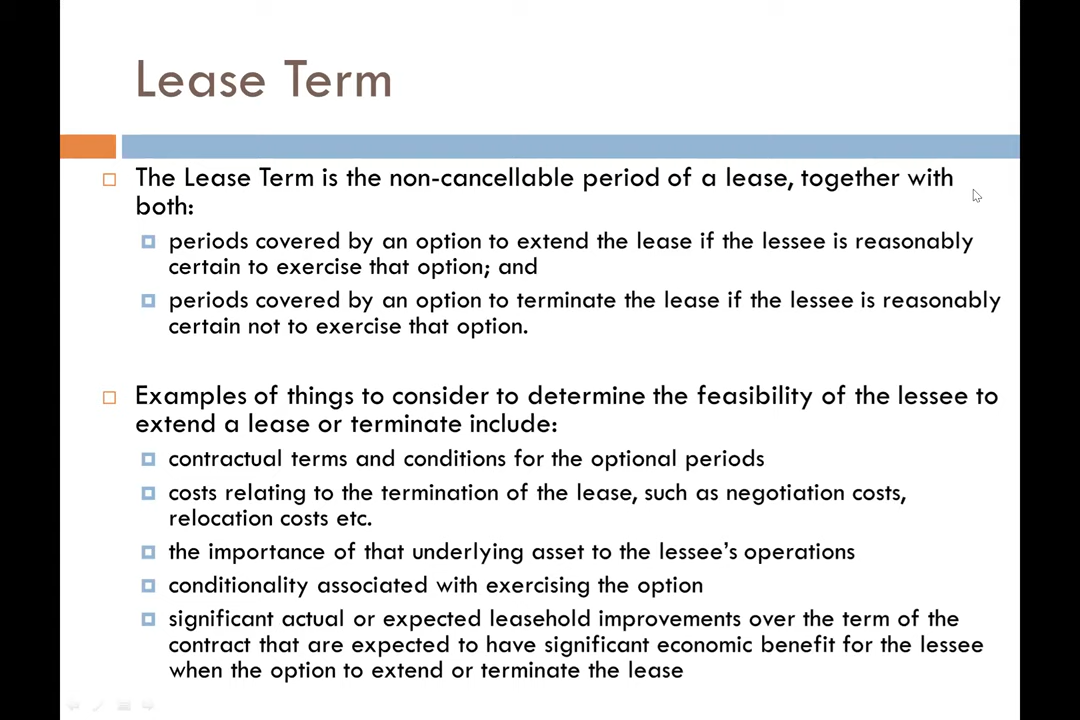 Lease Term
The Lease Term is the non-cancellable period of a lease, together with
both:
periods covered by an option to extend the lease if the lessee is reasonably
certain to exercise that option; and
periods covered by an option to terminate the lease if the lessee is reasonably
certain not to exercise that option.
Examples of things to consider to determine the feasibility of the lessee to
extend a lease or terminate include:
contractual terms and conditions for the optional periods
costs relating to the termination of the lease, such as negotiation costs,
relocation costs etc.
the importance of that underlying asset to the lessee's operations
conditionality associated with exercising the option
significant actual or expected leasehold improvements over the term of the
contract that are expected to have significant economic benefit for the lessee
when the option to extend or terminate the lease